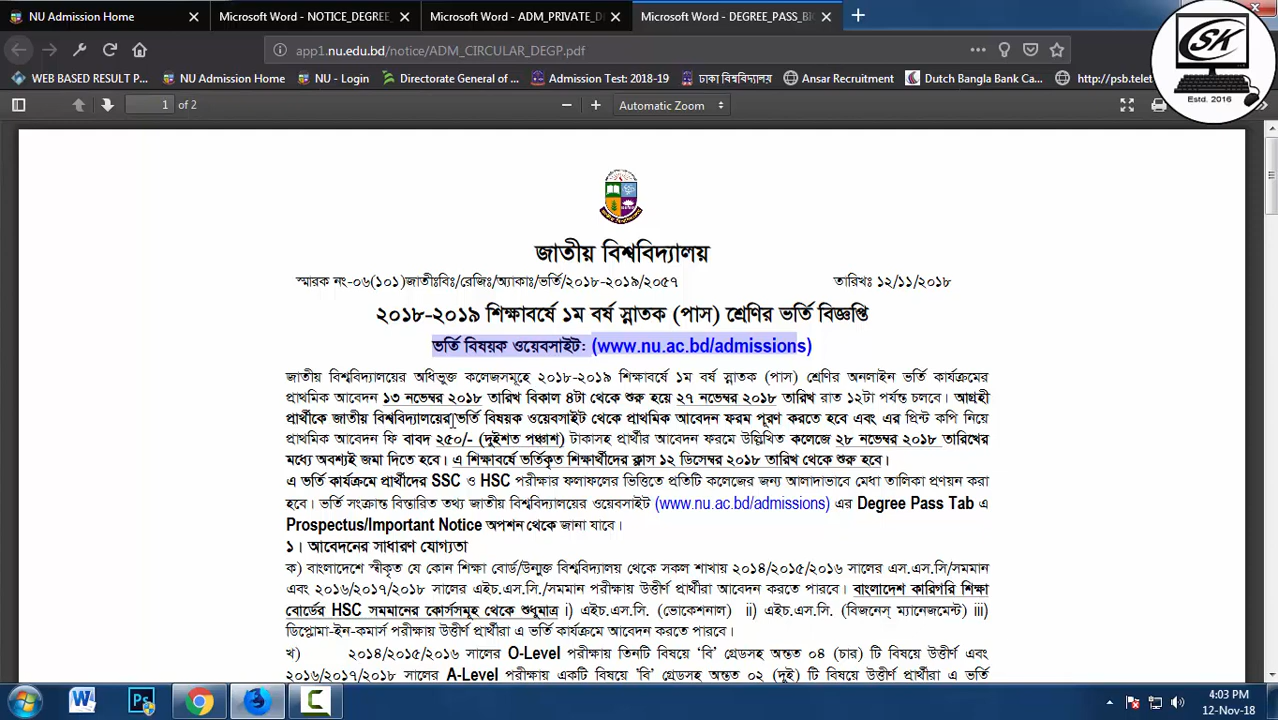 NU Admission Home
Microsoft Word - NOTICE_DEGREE_
Microsoft Word - ADM_PRIVATE_D
Microsoft Word - DEGREE_PASS_BI
app1.nu.edu.bd/notice/ADM_CIRCULAR_DEGP.pdf
WEB BASED RESULT P...
NU Admission Home
NU - Login
Directorate General of...
Admission Test 2018-19
ঢাকা বিশ্ববিদ্যালয়
Ansar Recruitment
Dutch Bangla Bank Ca...
http://psb.telet
SK
Estd. 2016
1 of 2
Automatic Zoom
জাতীয় বিশ্ববিদ্যালয়
স্মারক নং-০৬(১০১)জাতীঃবিঃ/রেজিঃ/অ্যাকাঃ/ভর্তি/২০১৮-২০১৯/২০৫৭ তারিখঃ ১২/১১/২০১৮
২০১৮-২০১৯ শিক্ষাবর্ষে ১ম বর্ষ স্নাতক (পাস) শ্রেণির ভর্তি বিজ্ঞপ্তি
ভর্তি বিষয়ক ওয়েবসাইট: (www.nu.ac.bd/admissions)
জাতীয় বিশ্ববিদ্যালয়ের অধিভুক্ত কলেজসমূহে ২০১৮-২০১৯ শিক্ষাবর্ষে ১ম বর্ষ স্নাতক (পাস) শ্রেণির অনলাইন ভর্তি কার্যক্রমের
প্রাথমিক আবেদন ১৩ নভেম্বর ২০১৮ তারিখ বিকাল ৪টা থেকে শুরু হয়ে ২৭ নভেম্বর ২০১৮ তারিখ রাত ১২টা পর্যন্ত চলবে। আগ্রহী
প্রার্থীকে জাতীয় বিশ্ববিদ্যালয়ের ভর্তি বিষয়ক ওয়েবসাইট থেকে প্রাথমিক আবেদন ফরম পূরণ করতে হবে এবং এর প্রিন্ট কপি নিয়ে
প্রাথমিক আবেদন ফি বাবদ ২৫০/- (দুইশত পঞ্চাশ) টাকাসহ প্রার্থীর আবেদন ফরমে উল্লিখিত কলেজে ২৮ নভেম্বর ২০১৮ তারিখের
মধ্যে অবশ্যই জমা দিতে হবে। এ শিক্ষাবর্ষে ভর্তিকৃত শিক্ষার্থীদের ক্লাস ১২ ডিসেম্বর ২০১৮ তারিখ থেকে শুরু হবে।
এ ভর্তি কার্যক্রমে প্রার্থীদের SSC ও HSC পরীক্ষার ফলাফলের ভিত্তিতে প্রতিটি কলেজের জন্য আলাদাভাবে মেধা তালিকা প্রণয়ন করা
হবে। ভর্তি সংক্রান্ত বিস্তারিত তথ্য জাতীয় বিশ্ববিদ্যালয়ের ওয়েবসাইট (www.nu.ac.bd/admissions) এর Degree Pass Tab এ
Prospectus/Important Notice অপশন থেকে জানা যাবে।
১। আবেদনের সাধারণ যোগ্যতা
ক) বাংলাদেশে স্বীকৃত যে কোন শিক্ষা বোর্ড/উন্মুক্ত বিশ্ববিদ্যালয় থেকে সকল শাখায় ২০১৪/২০১৫/২০১৬ সালের এস.এস.সি/সমমান
এবং ২০১৬/২০১৭/২০১৮ সালের এইচ.এস.সি./সমমান পরীক্ষায় উত্তীর্ণ প্রার্থীরা আবেদন করতে পারবে। বাংলাদেশ কারিগরি শিক্ষা
বোর্ডের HSC সমমানের কোর্সসমূহ থেকে শুধুমাত্র i) এইচ.এস.সি. (ভোকেশনাল) ii) এইচ.এস.সি. (বিজনেস্ ম্যানেজমেন্ট) iii)
ডিপ্লোমা-ইন-কমার্স পরীক্ষায় উত্তীর্ণ প্রার্থীরা এ ভর্তি কার্যক্রমে আবেদন করতে পারবে।
খ) ২০১৪/২০১৫/২০১৬ সালের O-Level পরীক্ষায় তিনটি বিষয়ে ‘বি’ গ্রেডসহ অন্তত ০৪ (চার) টি বিষয়ে উত্তীর্ণ এবং
২০১৬/২০১৭/২০১৮ সালের A-Level পরীক্ষায় একটি বিষয়ে ‘বি’ গ্রেডসহ অন্তত ০২ (দুই) টি বিষয়ে উত্তীর্ণ প্রার্থীরা এ ভর্তি
4:03 PM
12-Nov-18